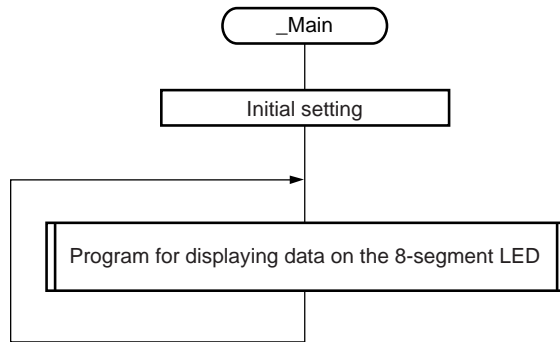 _Main
Initial setting
Program for displaying data on the 8-segment LED